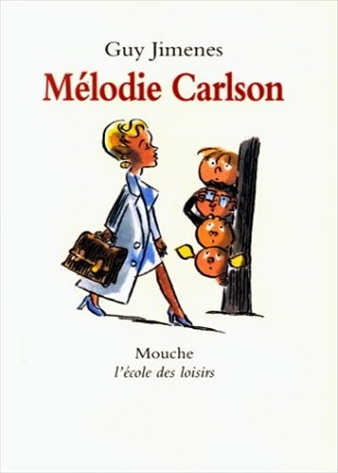 Guy Jimenes
Mélodie Carlson
Mouche
l'école des loisirs